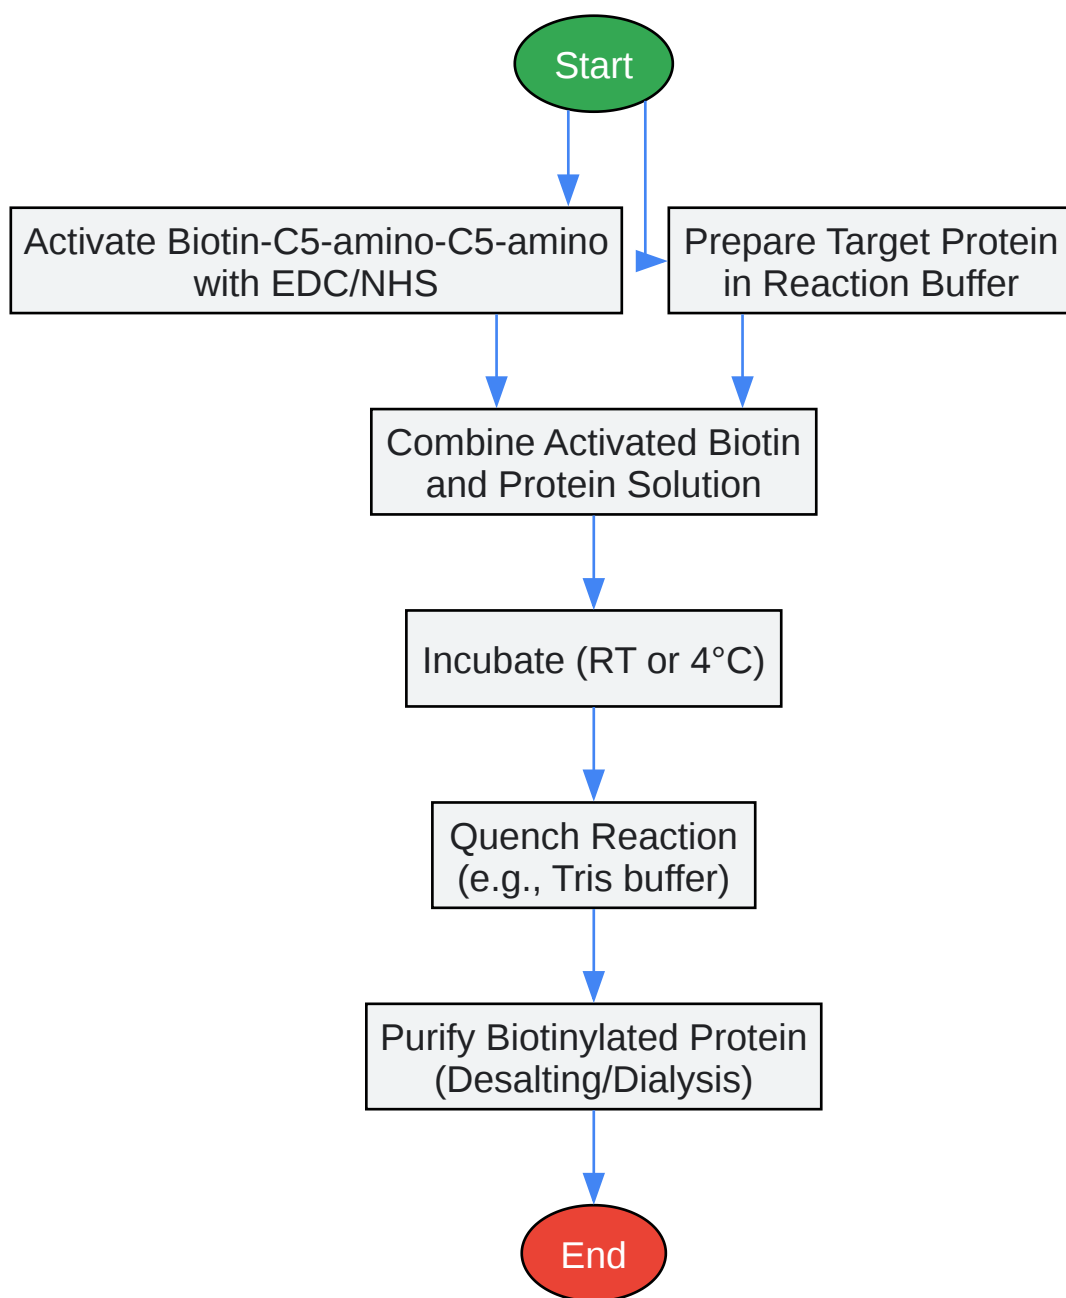 Start
Activate Biotin-C5-amino-C5-amino
with EDC/NHS
Prepare Target Protein
in Reaction Buffer
Combine Activated Biotin
and Protein Solution
Incubate (RT or 4°C)
Quench Reaction
(e.g., Tris buffer)
Purify Biotinylated Protein
(Desalting/Dialysis)
End